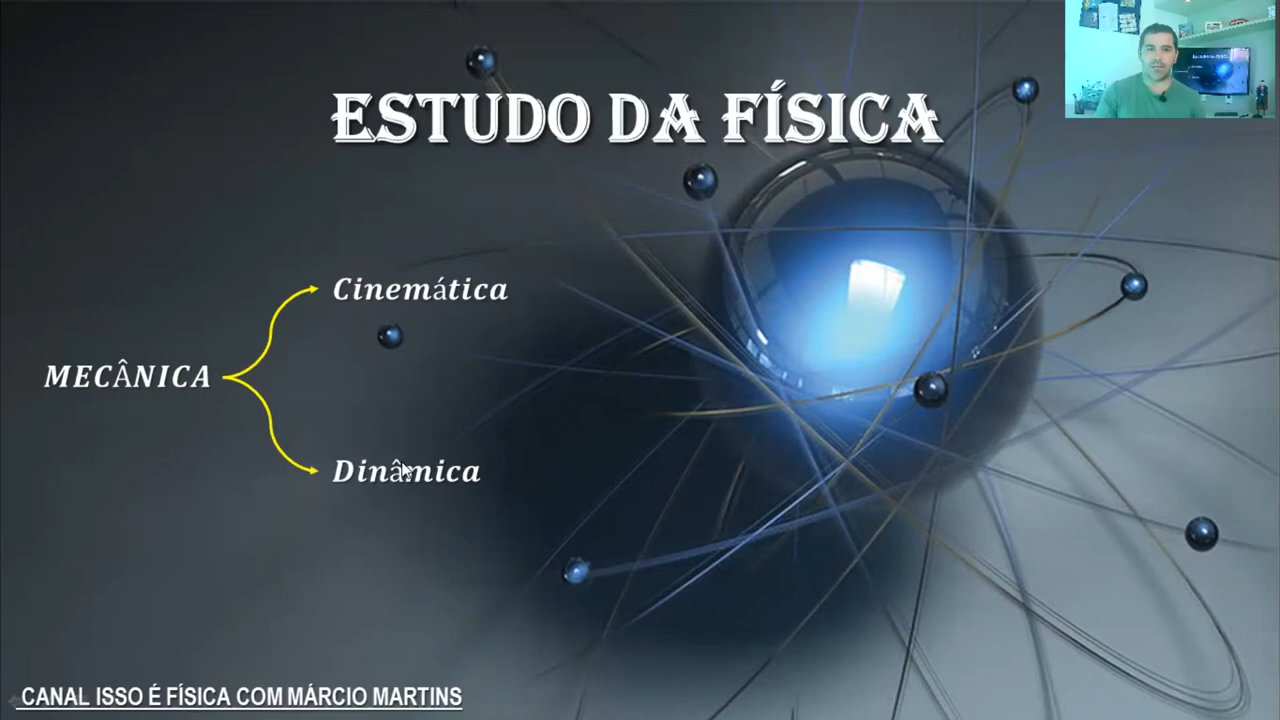 ESTUDO DA FÍSICA
Cinemática
MECÂNICA
Dinâmica
CANAL ISSO É FÍSICA COM MÁRCIO MARTINS